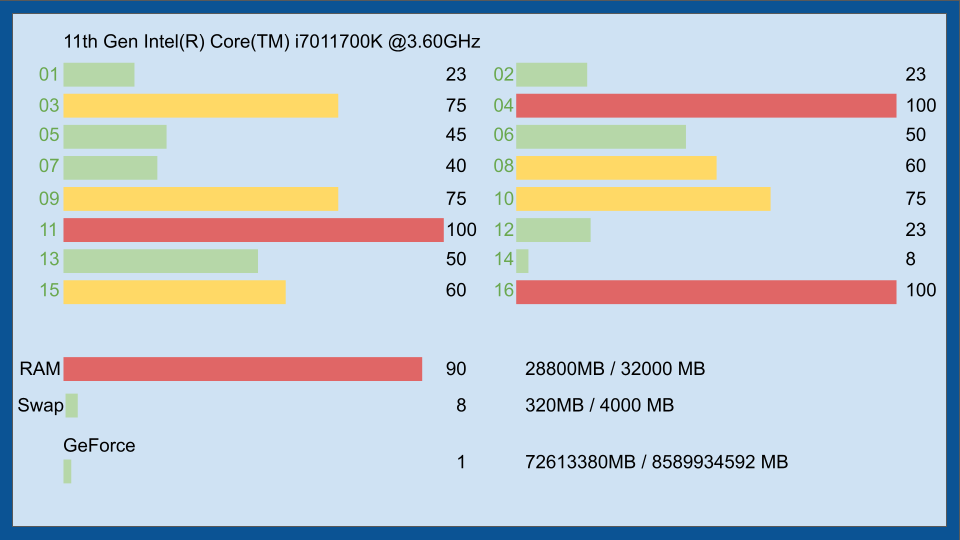 11th Gen Intel(R) Core(TM) i7011700K @3.60GHz
01 23 02 23
03 75 04 100
05 45 06 50
07 40 08 60
09 75 10 75
11 100 12 23
13 50 14 8
15 60 16 100
RAM 90 28800MB / 32000 MB
Swap 8 320MB / 4000 MB
GeForce
1 72613380MB / 8589934592 MB